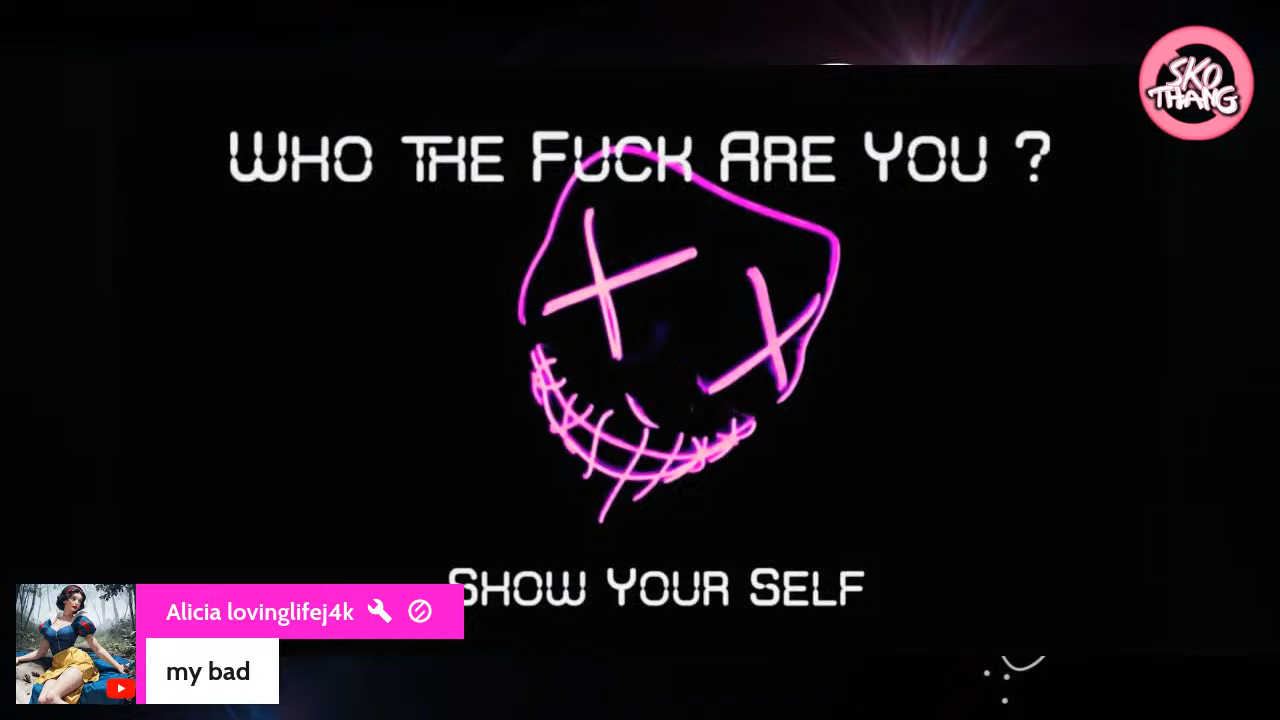 SKO
THANG
WHO THE FUCK ARE YOU ?
SHOW YOUR SELF
Alicia lovinglifej4k
my bad